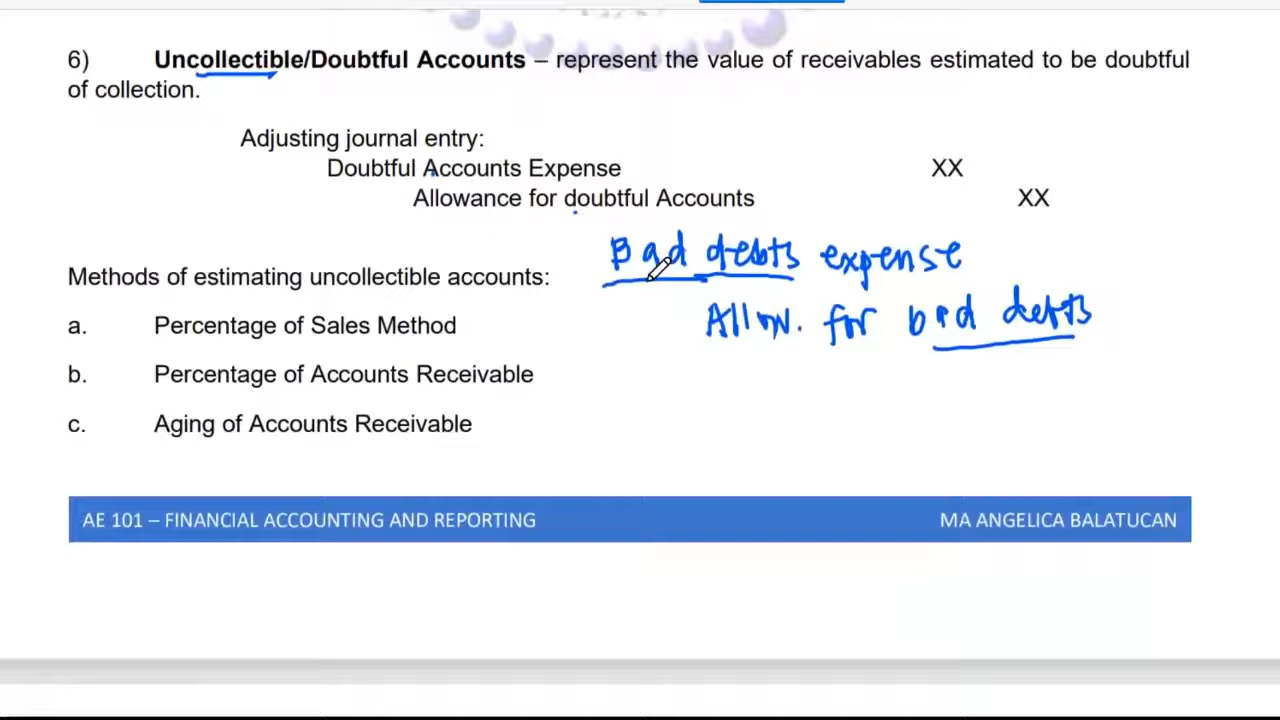 6) Uncollectible/Doubtful Accounts – represent the value of receivables estimated to be doubtful
of collection.
Adjusting journal entry:
Doubtful Accounts Expense XX
Allowance for doubtful Accounts XX
Bad debts expense
Allow. for bad debts
Methods of estimating uncollectible accounts:
a. Percentage of Sales Method
b. Percentage of Accounts Receivable
c. Aging of Accounts Receivable
AE 101 – FINANCIAL ACCOUNTING AND REPORTING MA ANGELICA BALATUCAN